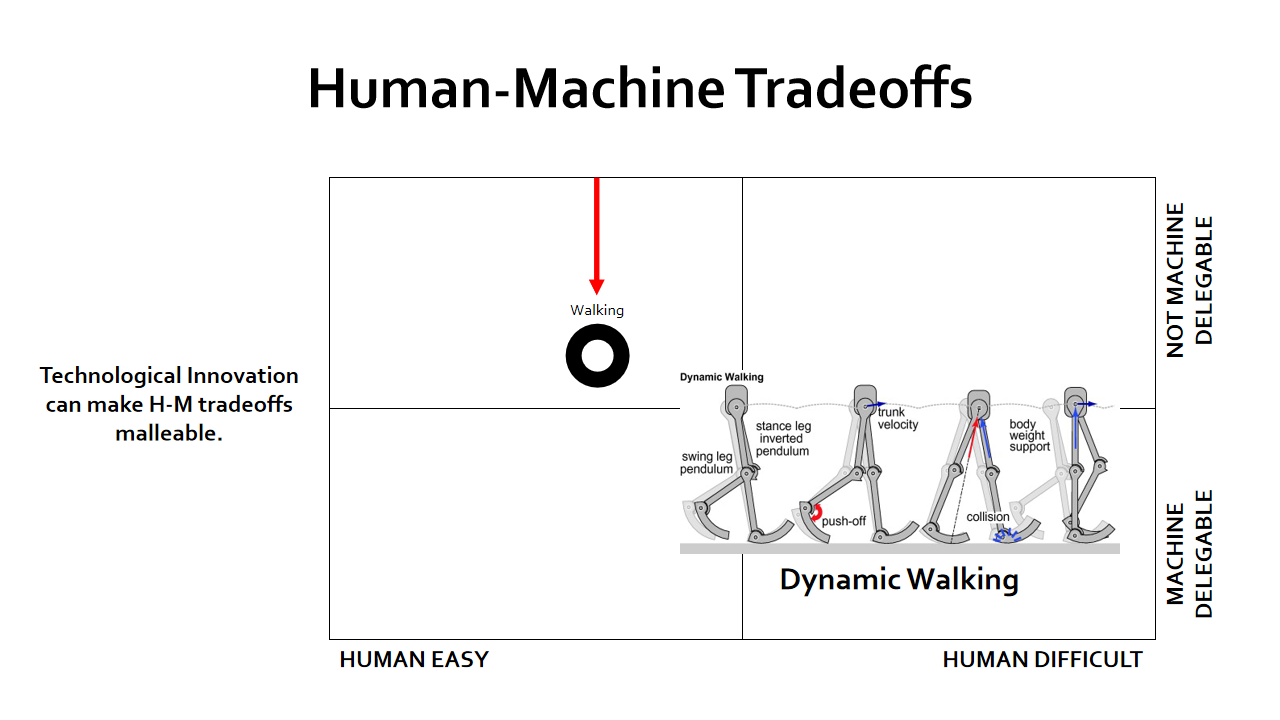 Human-Machine Tradeoffs
NOT MACHINE
DELEGABLE
Walking
Technological Innovation
can make H-M tradeoffs
malleable.
Dynamic Walking
trunk
velocity
stance leg
inverted
pendulum
body
weight
support
swing leg
pendulum
push-off
collision
Dynamic Walking
MACHINE
DELEGABLE
HUMAN EASY
HUMAN DIFFICULT